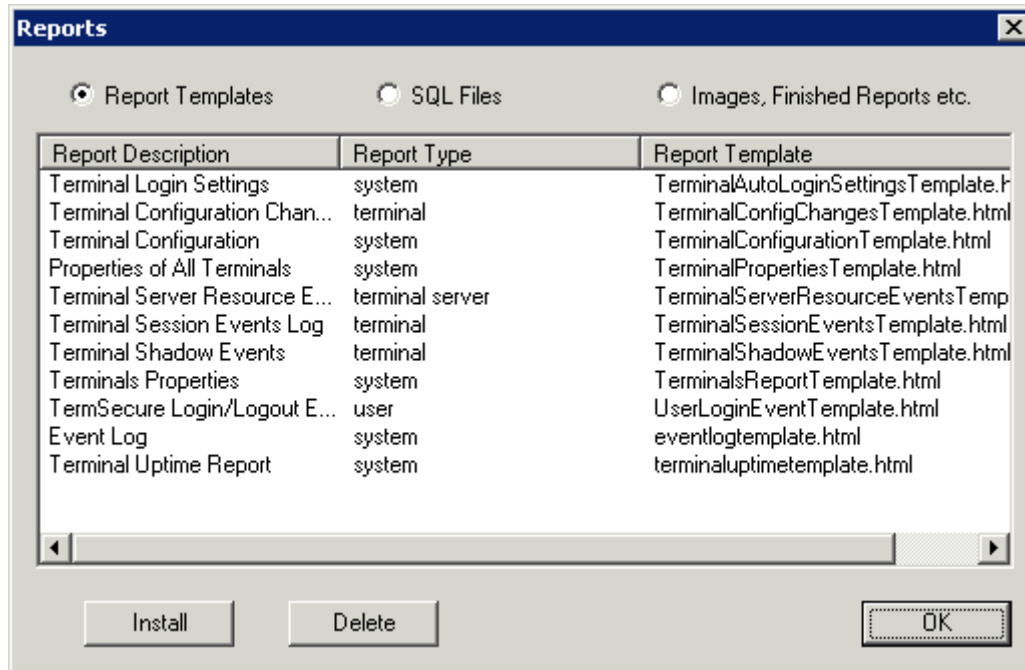 Reports
Report Templates SQL Files Images, Finished Reports etc.
Report Description Report Type Report Template
Terminal Login Settings system TerminalAutoLoginSettingsTemplate.h
Terminal Configuration Chan... terminal TerminalConfigChangesTemplate.html
Terminal Configuration system TerminalConfigurationTemplate.html
Properties of All Terminals system TerminalPropertiesTemplate.html
Terminal Server Resource E... terminal server TerminalServerResourceEventsTemp
Terminal Session Events Log terminal TerminalSessionEventsTemplate.html
Terminal Shadow Events terminal TerminalShadowEventsTemplate.html
Terminals Properties system TerminalsReportTemplate.html
TermSecure Login/Logout E... user UserLoginEventTemplate.html
Event Log system eventlogtemplate.html
Terminal Uptime Report system terminaluptimetemplate.html
Install Delete OK